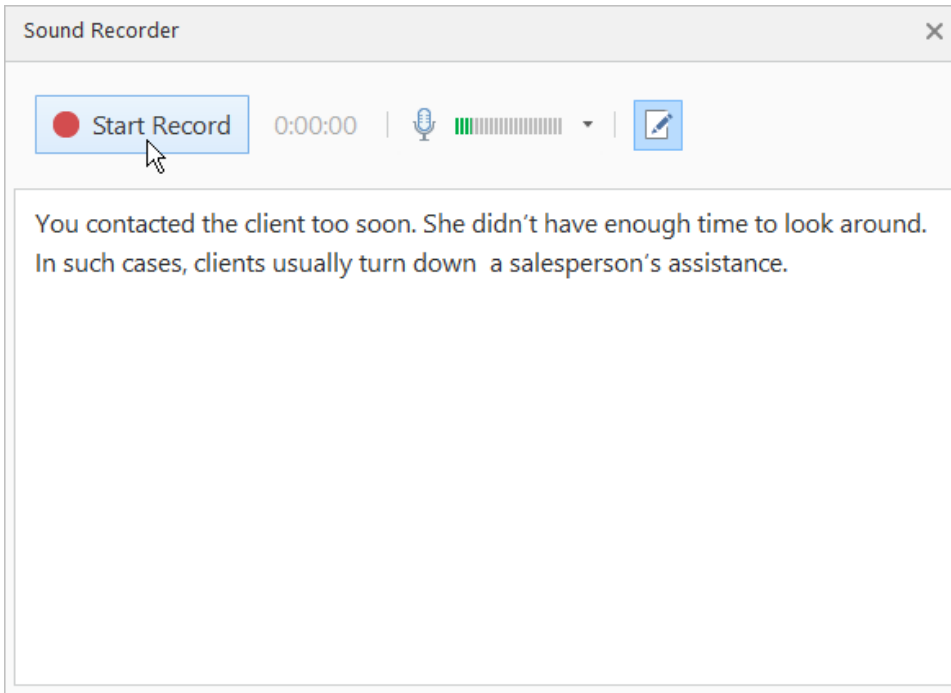 Sound Recorder
Start Record 0:00:00
You contacted the client too soon. She didn’t have enough time to look around.
In such cases, clients usually turn down  a salesperson’s assistance.